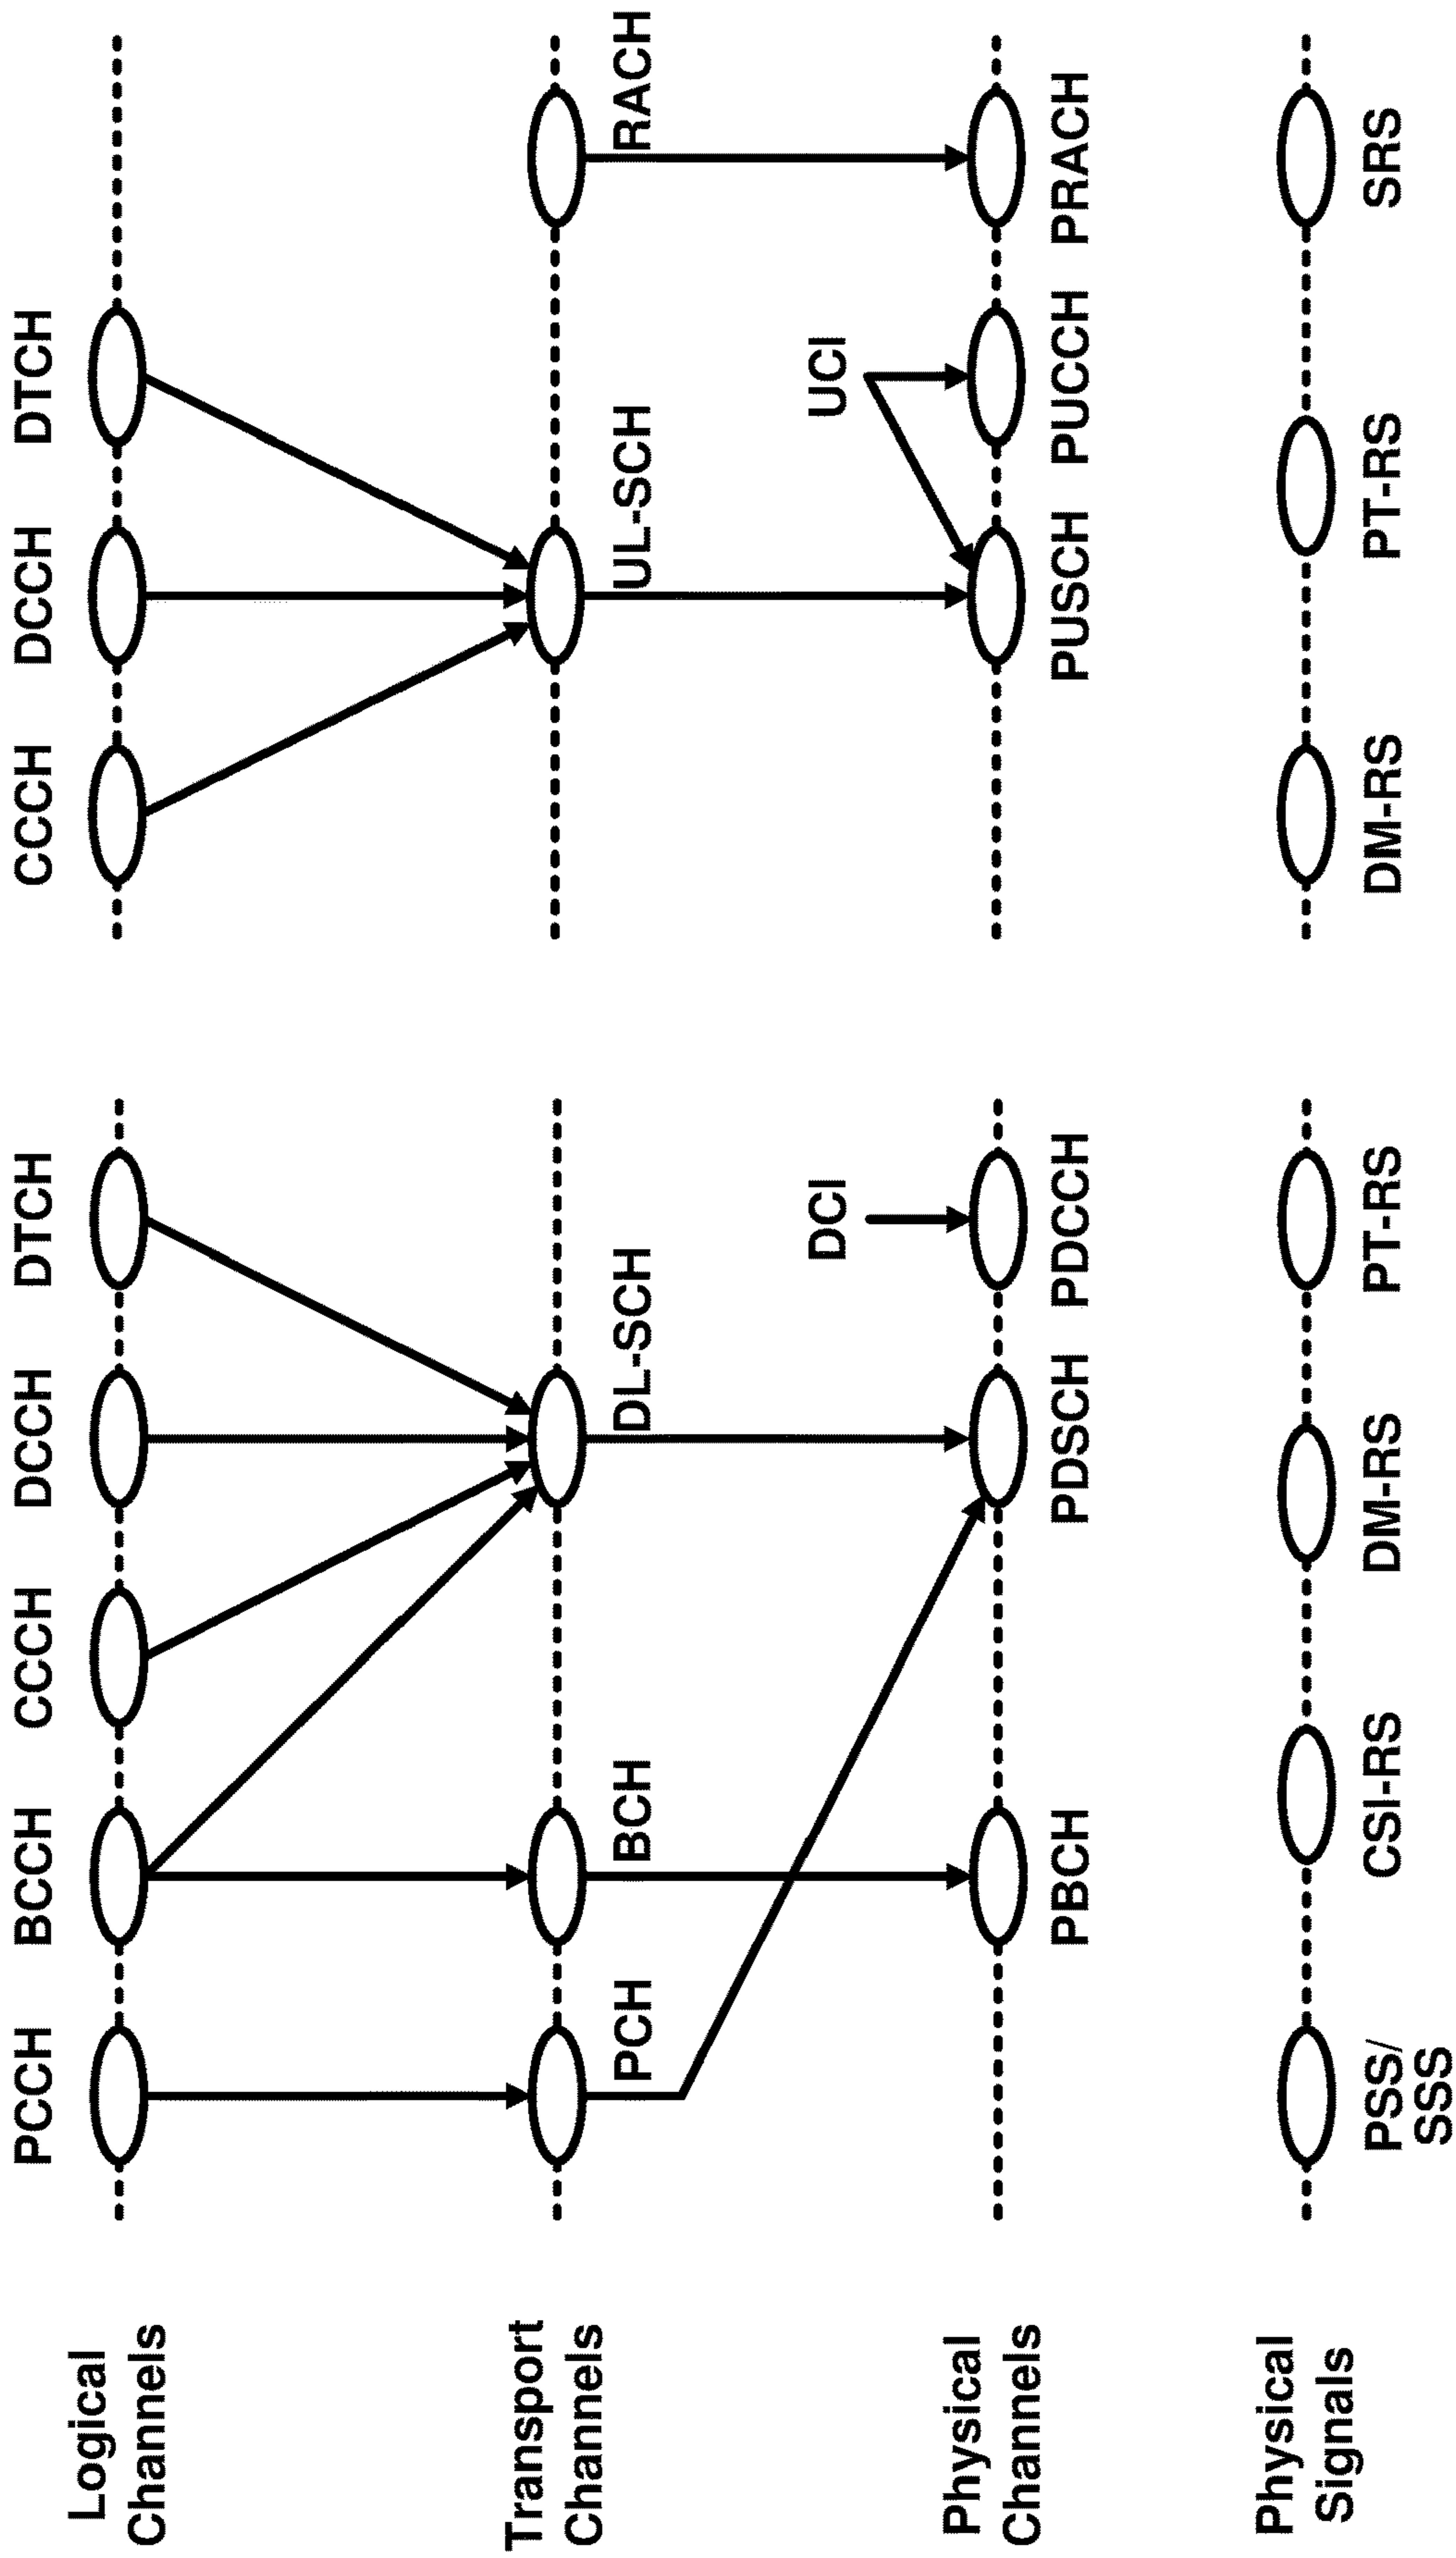 Logical
Channels
PCCH
BCCH
CCCH
DCCH
DTCH
CCCH
DCCH
DTCH
Transport
Channels
PCH
BCH
DL-SCH
UL-SCH
RACH
DCI
UCI
Physical
Channels
PBCH
PDSCH
PDCCH
PUSCH
PUCCH
PRACH
Physical
Signals
PSS/
SSS
CSI-RS
DM-RS
PT-RS
DM-RS
PT-RS
SRS